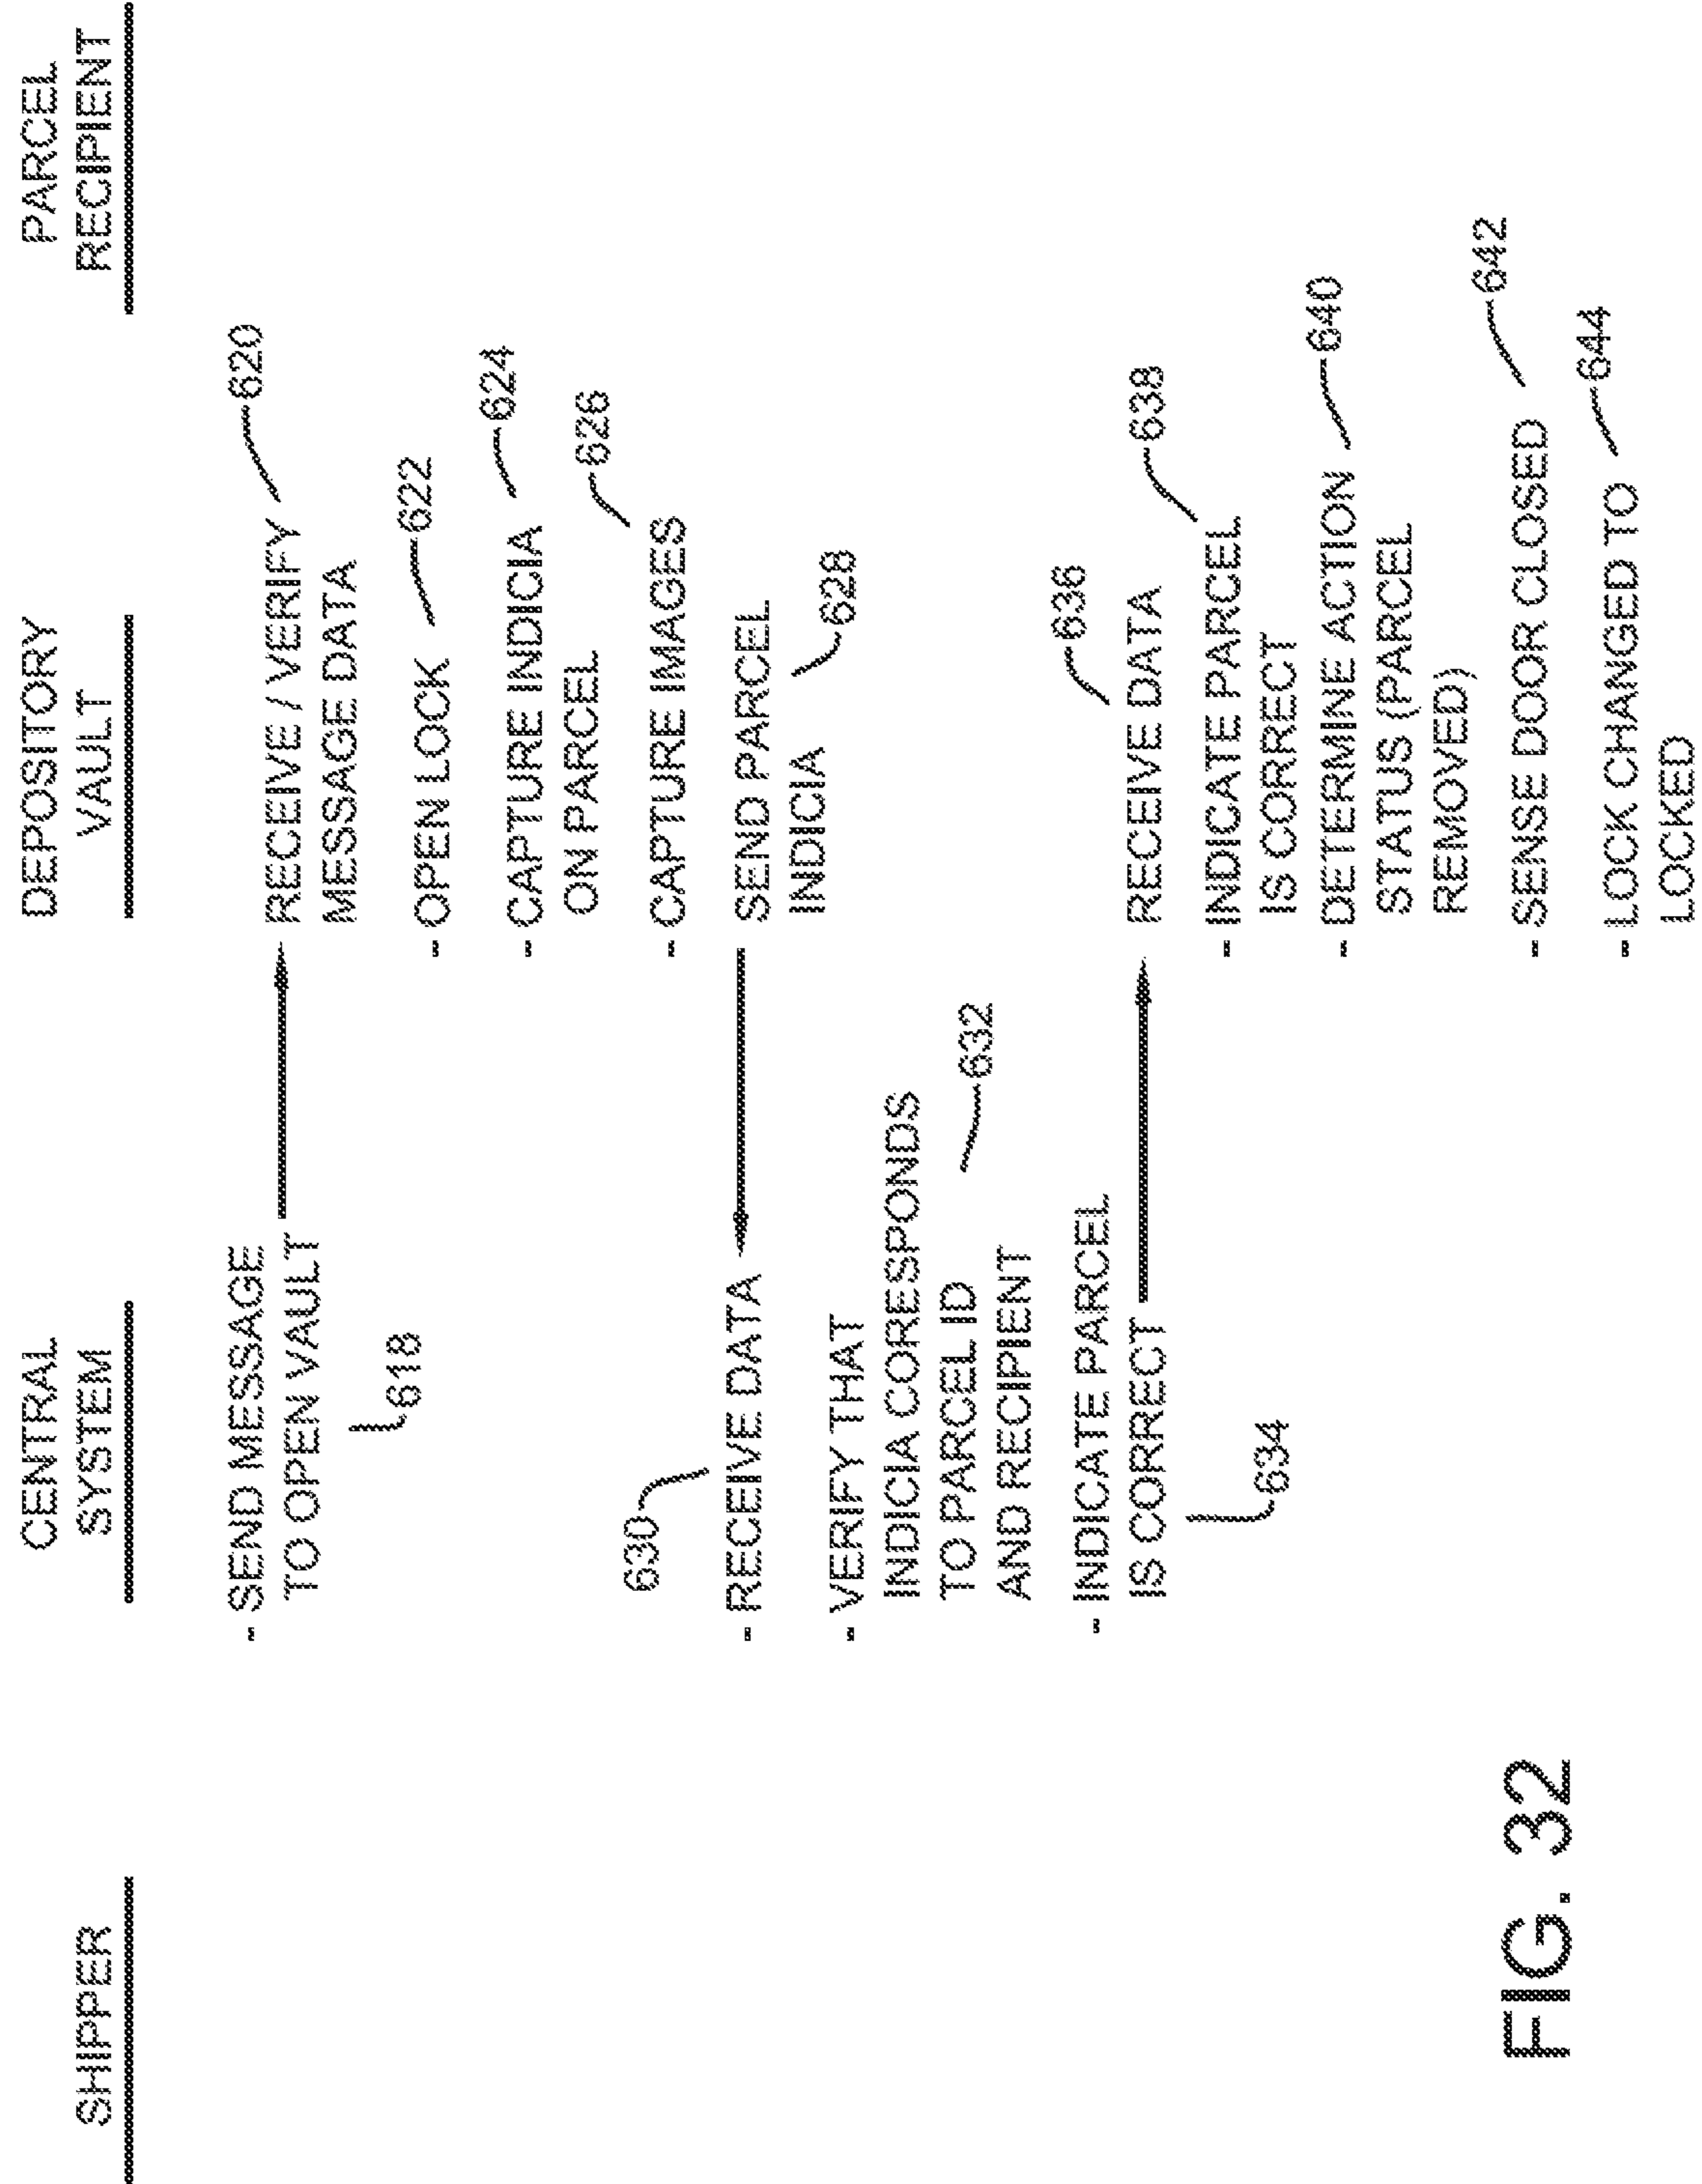 SHIPPER
CENTRAL
SYSTEM
DEPOSITORY
VAULT
PARCEL
RECIPIENT
- SEND MESSAGE
TO OPEN VAULT
618
RECEIVE / VERIFY
MESSAGE DATA
620
- OPEN LOCK
622
- CAPTURE INDICIA
ON PARCEL
624
- CAPTURE IMAGES
626
SEND PARCEL
INDICIA
628
630
- RECEIVE DATA
- VERIFY THAT
INDICIA CORESPONDS
TO PARCEL ID
AND RECIPIENT
632
- INDICATE PARCEL
IS CORRECT
634
RECEIVE DATA
636
- INDICATE PARCEL
IS CORRECT
638
- DETERMINE ACTION
STATUS (PARCEL
REMOVED)
640
- SENSE DOOR CLOSED
642
- LOCK CHANGED TO
LOCKED
644
FIG. 32